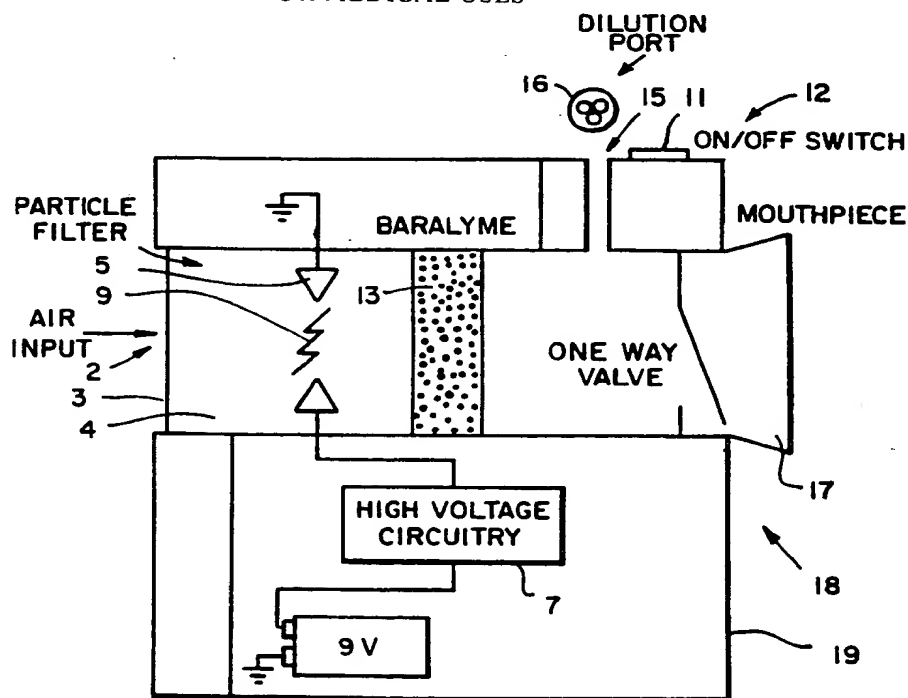 DILUTION
PORT
16
15
11
12
ON/OFF SWITCH
PARTICLE
FILTER
BARALYME
MOUTHPIECE
5
9
13
AIR
INPUT
2
ONE WAY
VALVE
3
4
17
HIGH VOLTAGE
CIRCUITRY
7
18
9 V
19